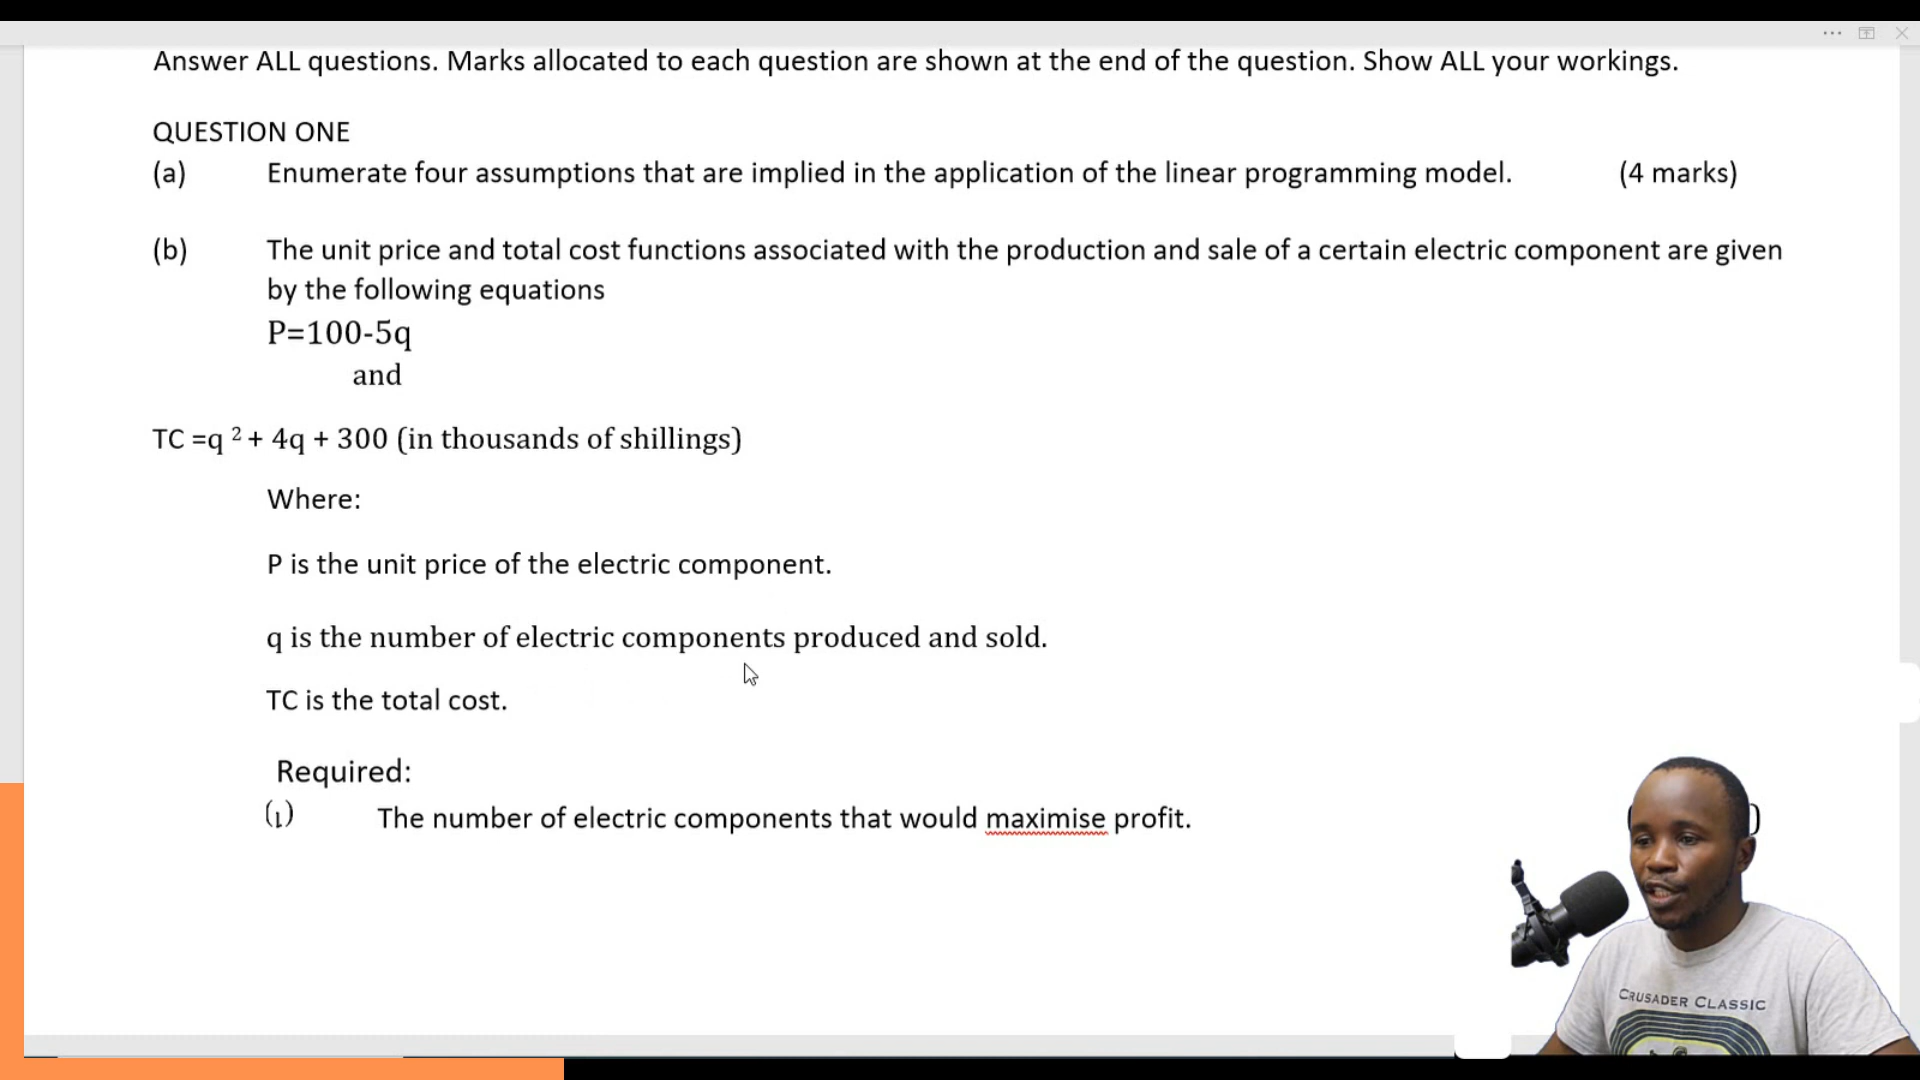 Answer ALL questions. Marks allocated to each question are shown at the end of the question. Show ALL your workings.
QUESTION ONE
(a) Enumerate four assumptions that are implied in the application of the linear programming model. (4 marks)
(b) The unit price and total cost functions associated with the production and sale of a certain electric component are given
by the following equations
P=100-5q
and
TC =q ² + 4q + 300 (in thousands of shillings)
Where:
P is the unit price of the electric component.
q is the number of electric components produced and sold.
TC is the total cost.
Required:
(ı) The number of electric components that would maximise profit.
CRUSADER CLASSIC